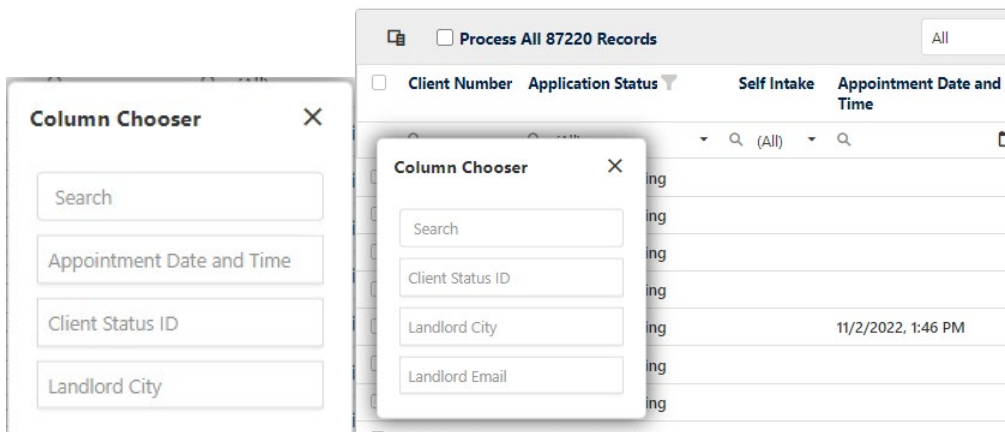 Column Chooser
Search
Appointment Date and Time
Client Status ID
Landlord City
Process All 87220 Records
All
Client Number Application Status Self Intake Appointment Date and
Time
(All)
Column Chooser
Search
Client Status ID
Landlord City
Landlord Email
ing
ing
ing
ing
ing 11/2/2022, 1:46 PM
ing
ing